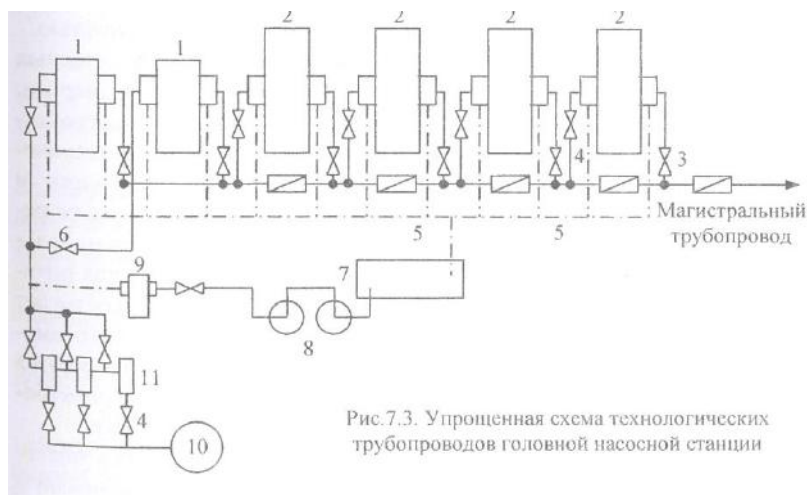 1 1 2 2 2 2
4 3
Магистральный
трубопровод
6 5 5
9 7
8
11
4
10
Рис.7.3. Упрощенная схема технологических
трубопроводов головной насосной станции